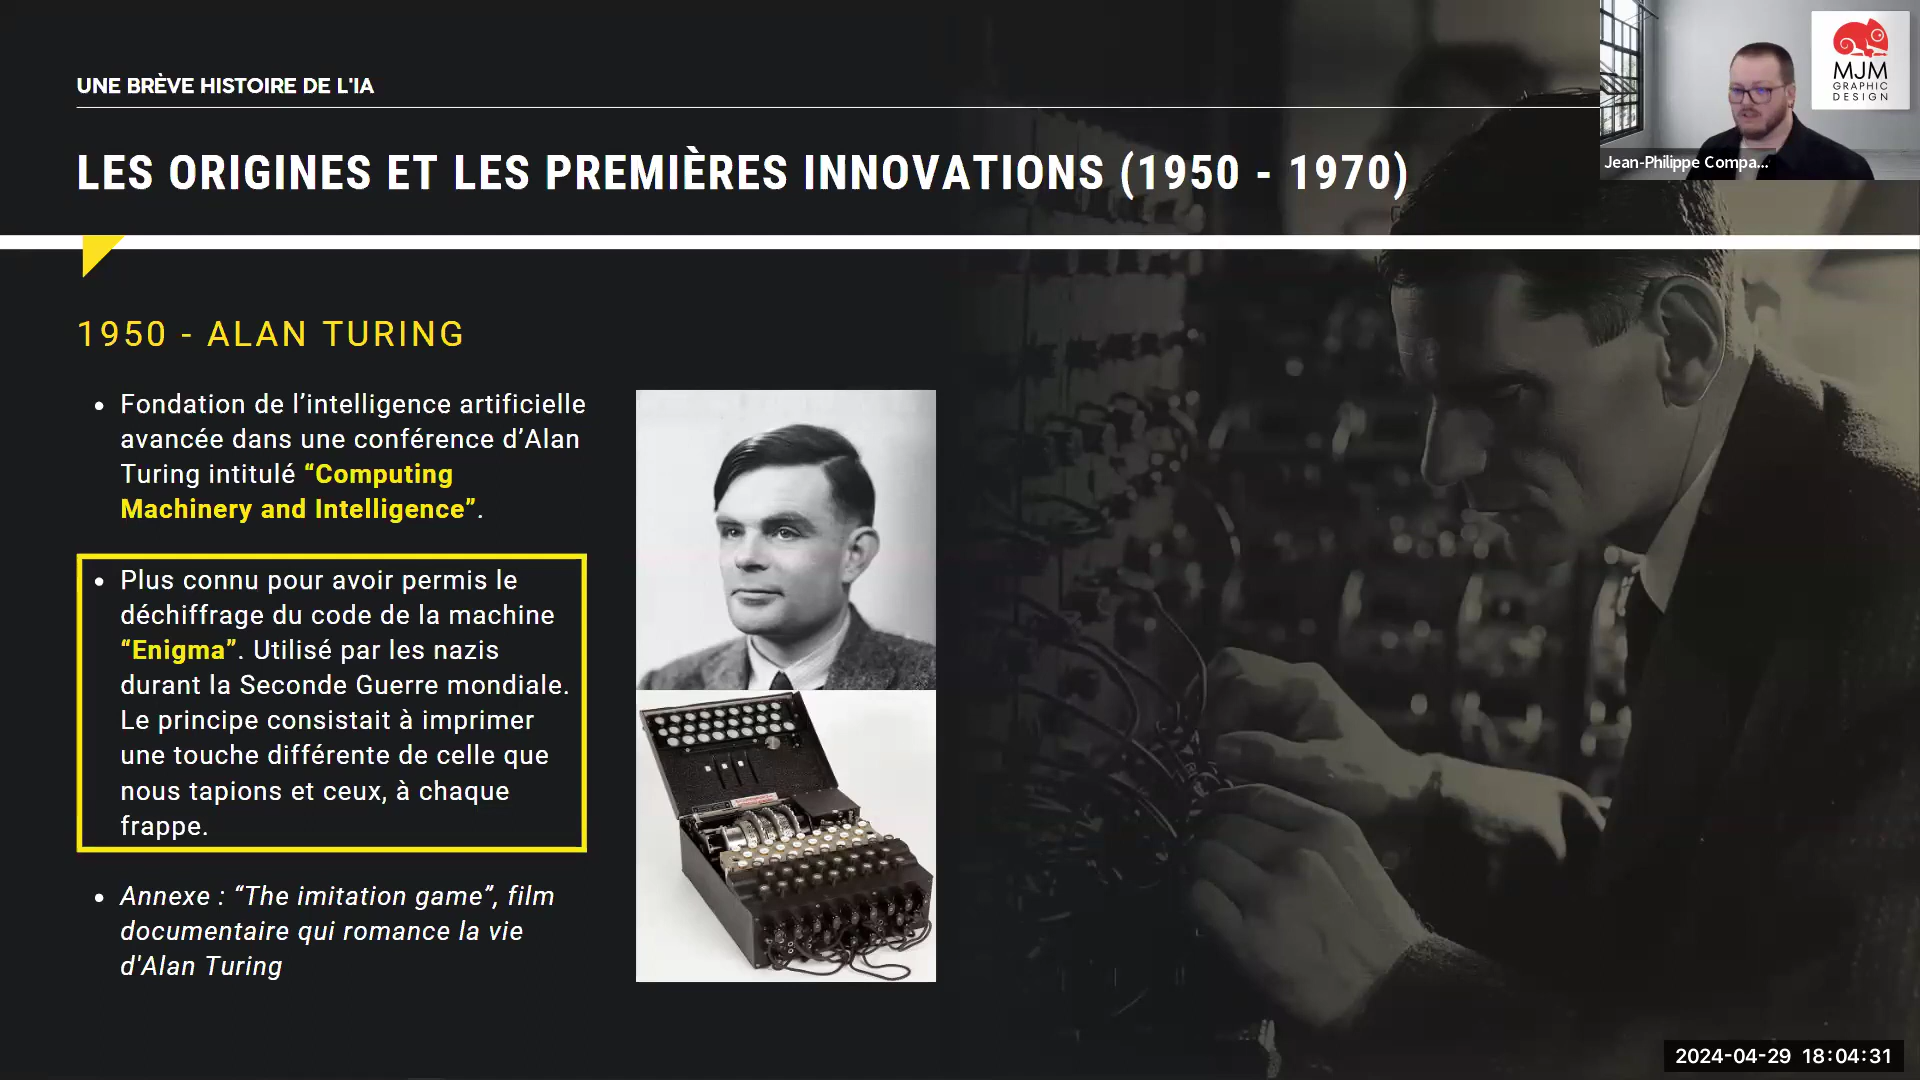 UNE BRÈVE HISTOIRE DE L'IA
LES ORIGINES ET LES PREMIÈRES INNOVATIONS (1950 - 1970)
MJM
GRAPHIC
DESIGN
Jean-Philippe Compa...
1950 - ALAN TURING
• Fondation de l’intelligence artificielle
avancée dans une conférence d’Alan
Turing intitulé “Computing
Machinery and Intelligence”.
• Plus connu pour avoir permis le
déchiffrage du code de la machine
“Enigma”. Utilisé par les nazis
durant la Seconde Guerre mondiale.
Le principe consistait à imprimer
une touche différente de celle que
nous tapions et ceux, à chaque
frappe.
• Annexe : “The imitation game”, film
documentaire qui romance la vie
d'Alan Turing
2024-04-29 18:04:31